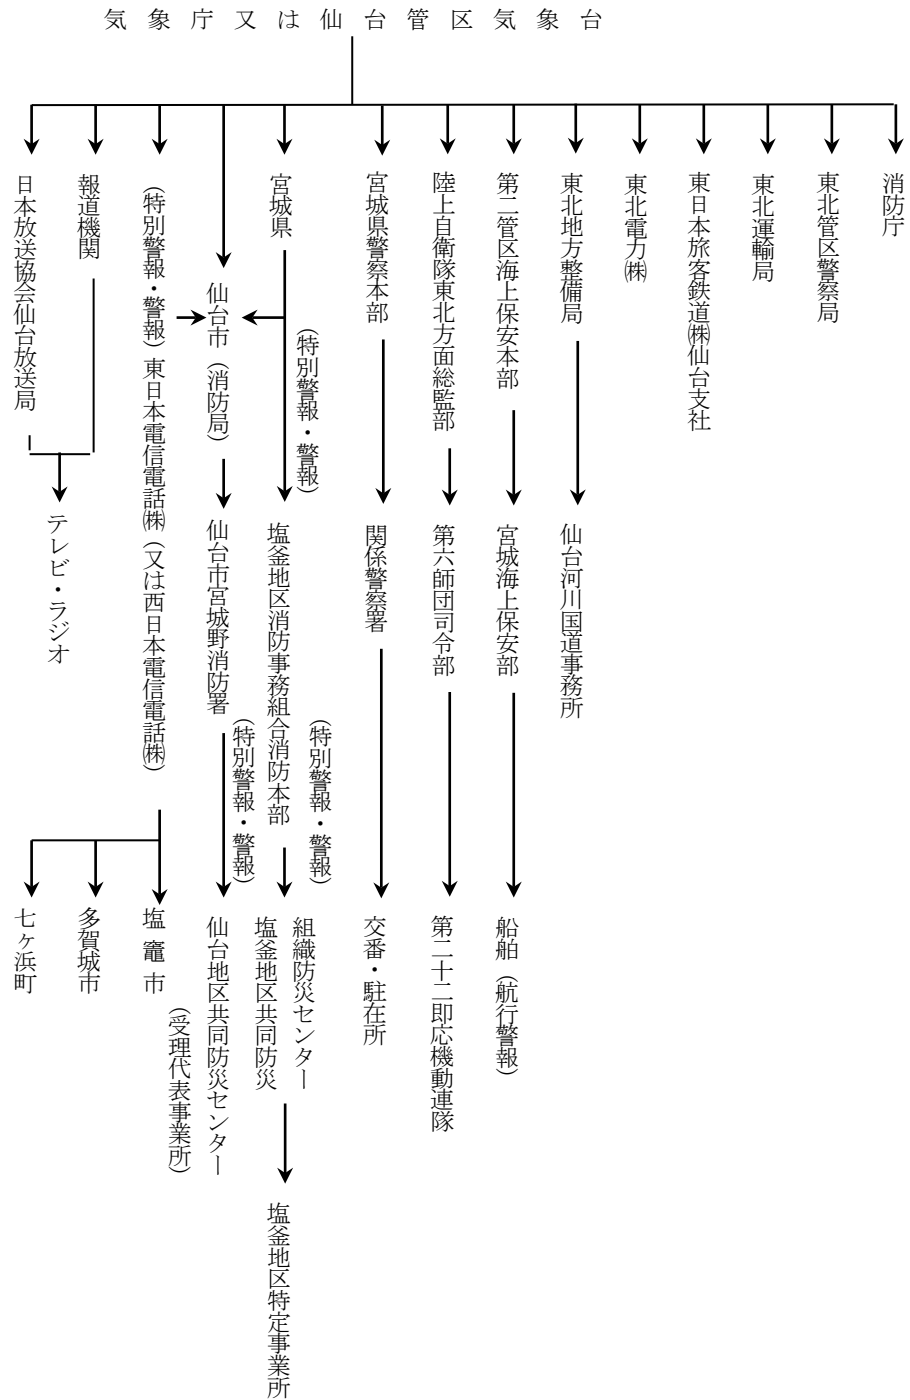 気象庁又は仙台管区気象台
消防庁
東北管区警察局
東北運輸局
東日本旅客鉄道㈱仙台支社
東北電力㈱
東北地方整備局
仙台河川国道事務所
第二管区海上保安本部
宮城海上保安部
船舶（航行警報）
陸上自衛隊東北方面総監部
第六師団司令部
第二十二即応機動連隊
宮城県警察本部
関係警察署
交番・駐在所
宮城県
（特別警報・警報）
塩釜地区消防事務組合消防本部
（特別警報・警報）
組織防災センター
塩釜地区共同防災
塩釜地区特定事業所
仙台市（消防局）
仙台市宮城野消防署
（特別警報・警報）
仙台地区共同防災センター
（受理代表事業所）
（特別警報・警報）東日本電信電話㈱（又は西日本電信電話㈱）
塩竈市
多賀城市
七ヶ浜町
報道機関
日本放送協会仙台放送局
テレビ・ラジオ